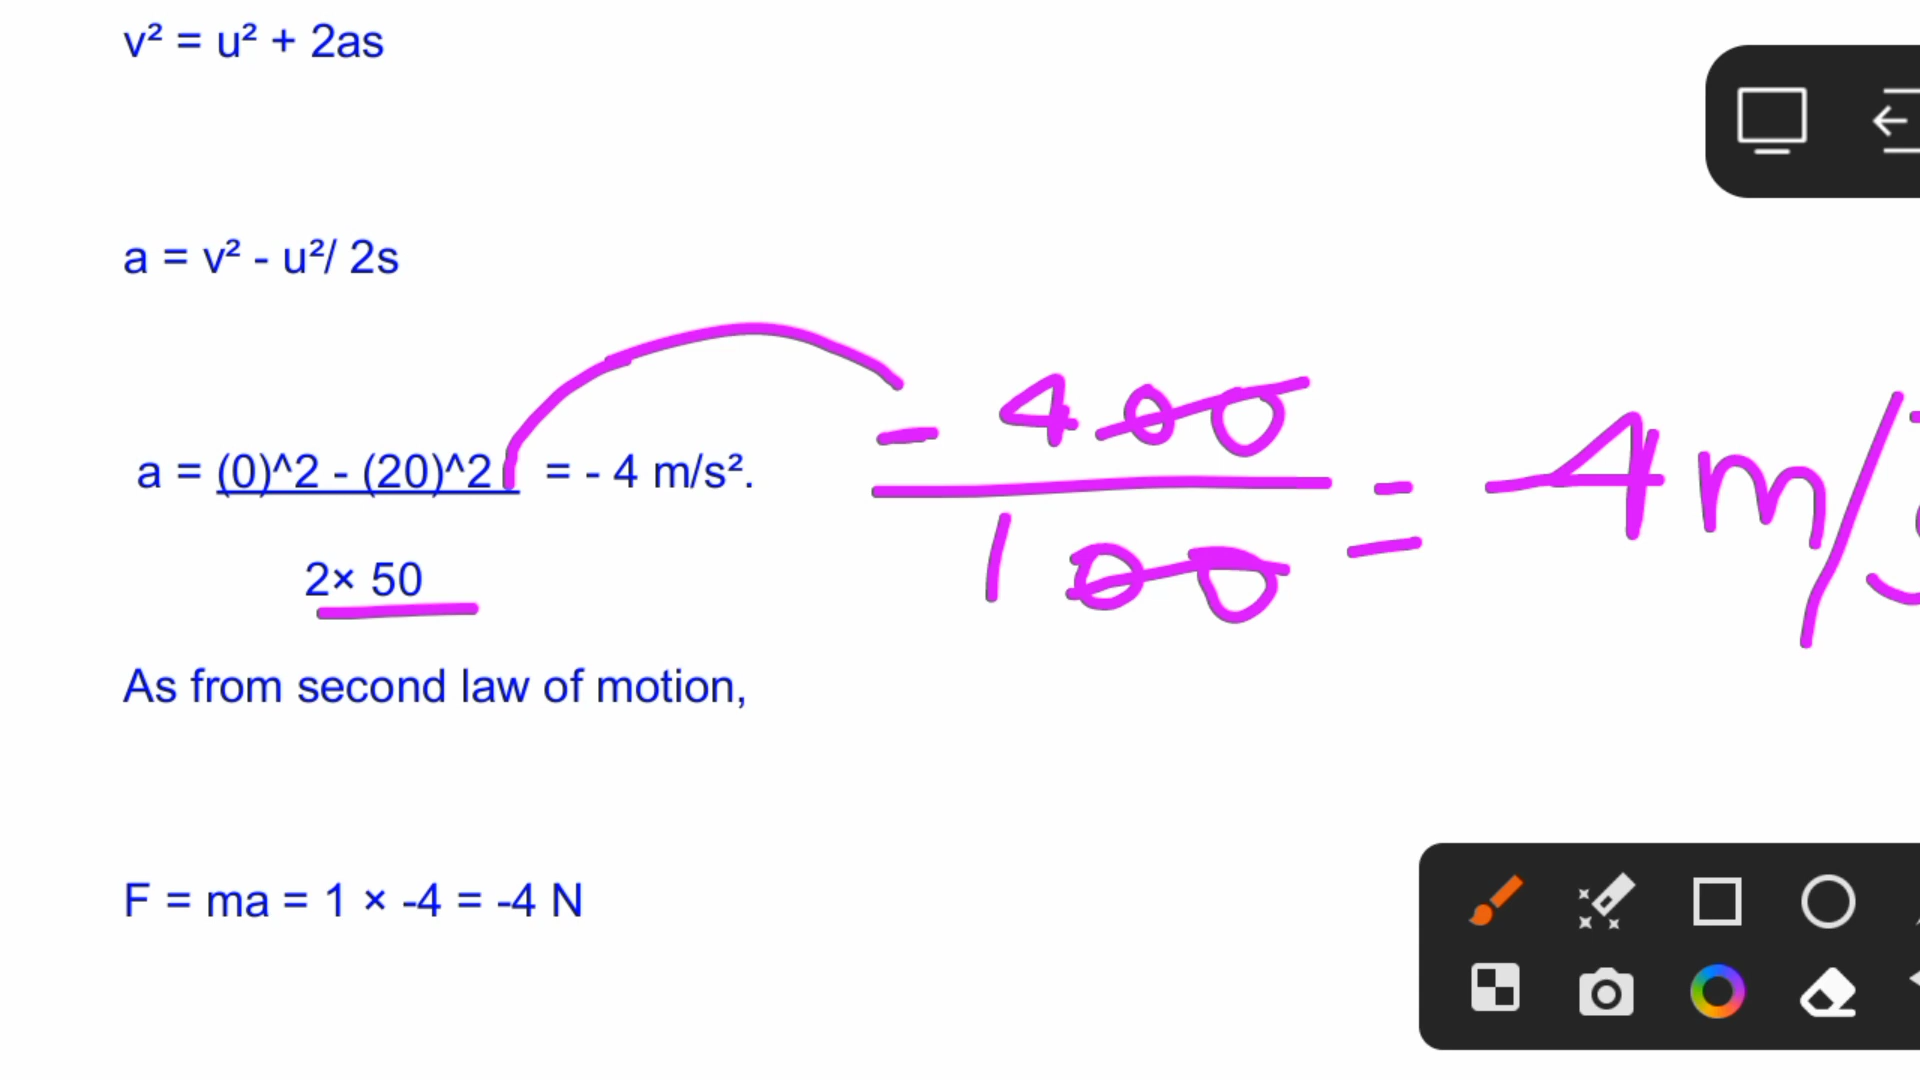 v² = u² + 2as
a = v² - u²/ 2s
a = (0)^2 - (20)^2 = - 4 m/s².
2× 50
- 400
100
= -4m/
As from second law of motion,
F = ma = 1 × -4 = -4 N